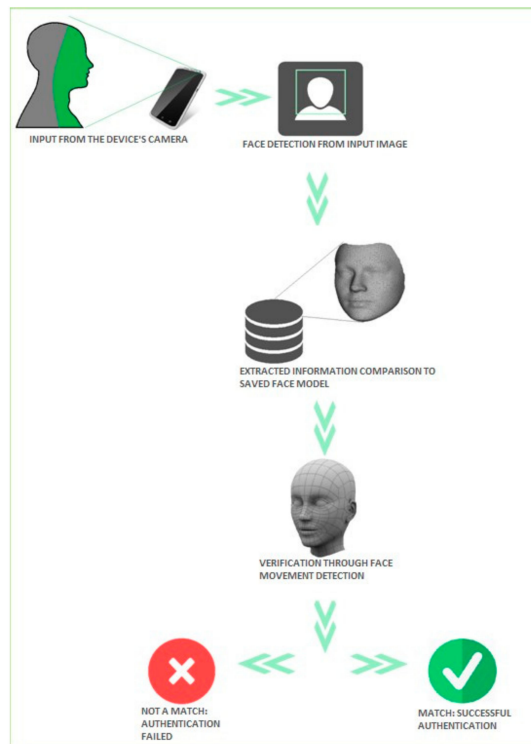 INPUT FROM THE DEVICE'S CAMERA
FACE DETECTION FROM INPUT IMAGE
EXTRACTED INFORMATION COMPARISON TO
SAVED FACE MODEL
VERIFICATION THROUGH FACE
MOVEMENT DETECTION
NOT A MATCH:
AUTHENTICATION
FAILED
MATCH: SUCCESSFUL
AUTHENTICATION